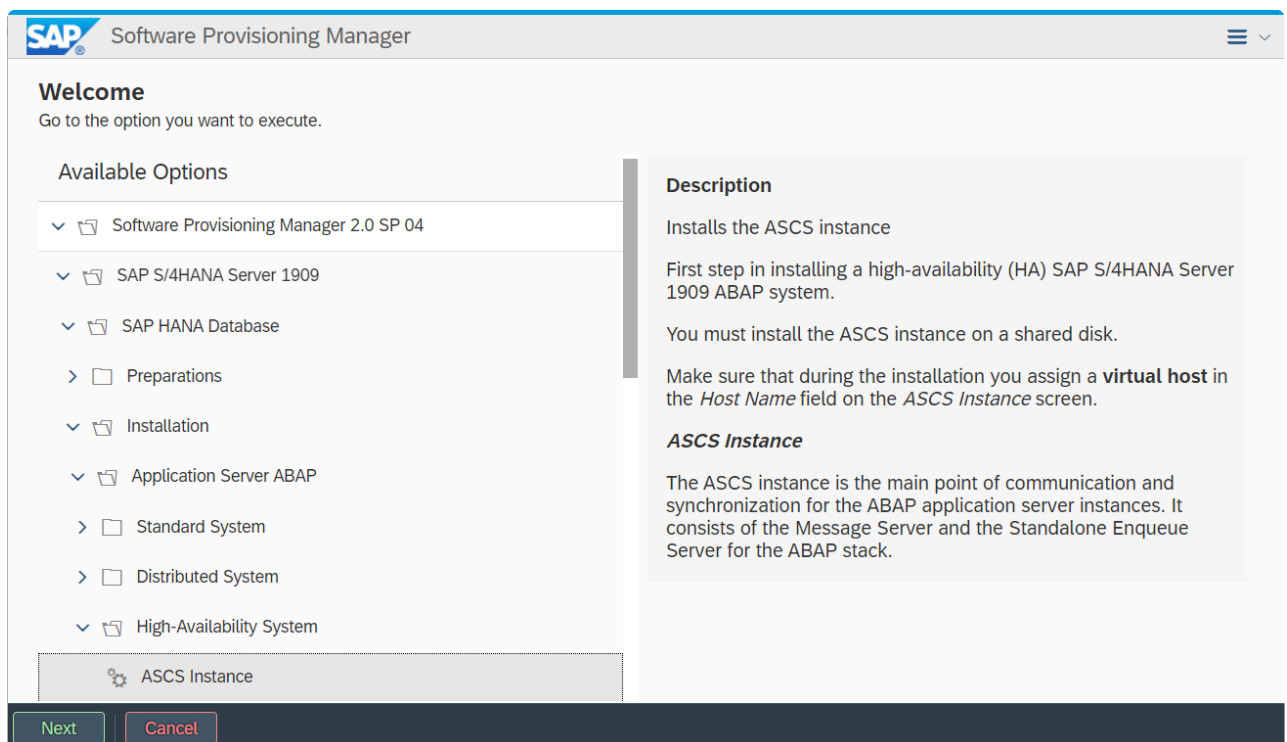 SAP® Software Provisioning Manager
Welcome
Go to the option you want to execute.
Available Options
Software Provisioning Manager 2.0 SP 04
SAP S/4HANA Server 1909
SAP HANA Database
Preparations
Installation
Application Server ABAP
Standard System
Distributed System
High-Availability System
ASCS Instance
Description
Installs the ASCS instance
First step in installing a high-availability (HA) SAP S/4HANA Server
1909 ABAP system.
You must install the ASCS instance on a shared disk.
Make sure that during the installation you assign a virtual host in
the Host Name field on the ASCS Instance screen.
ASCS Instance
The ASCS instance is the main point of communication and
synchronization for the ABAP application server instances. It
consists of the Message Server and the Standalone Enqueue
Server for the ABAP stack.
Next Cancel